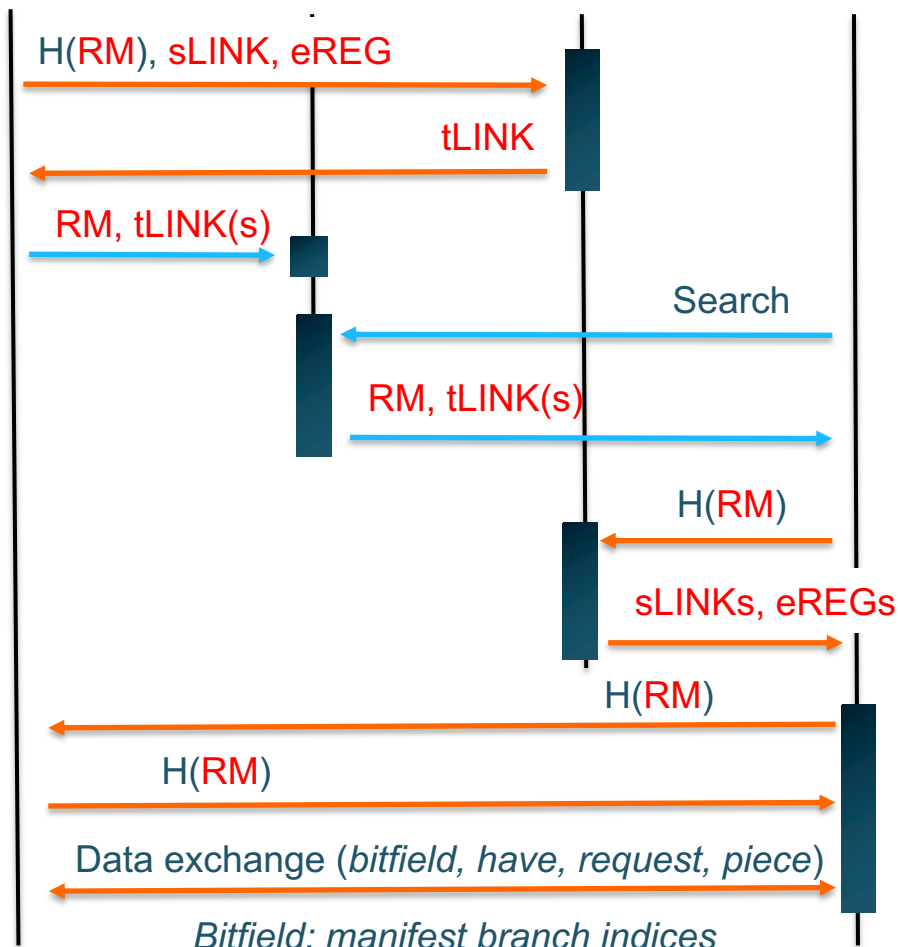 H(RM), sLINK, eREG
tLINK
RM, tLINK(s)
Search
RM, tLINK(s)
H(RM)
sLINKs, eREGs
H(RM)
H(RM)
Data exchange (bitfield, have, request, piece)
Bitfield: manifest branch indices